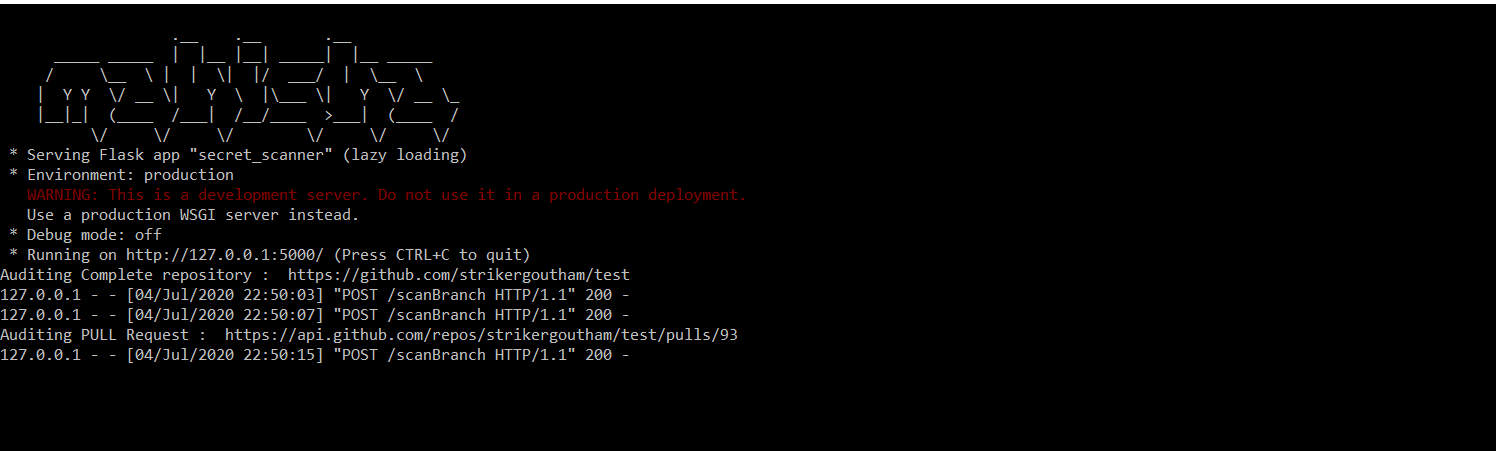 mahisha
* Serving Flask app "secret_scanner" (lazy loading)
* Environment: production
WARNING: This is a development server. Do not use it in a production deployment.
Use a production WSGI server instead.
* Debug mode: off
* Running on http://127.0.0.1:5000/ (Press CTRL+C to quit)
Auditing Complete repository :  https://github.com/strikergoutham/test
127.0.0.1 - - [04/Jul/2020 22:50:03] "POST /scanBranch HTTP/1.1" 200 -
127.0.0.1 - - [04/Jul/2020 22:50:07] "POST /scanBranch HTTP/1.1" 200 -
Auditing PULL Request :  https://api.github.com/repos/strikergoutham/test/pulls/93
127.0.0.1 - - [04/Jul/2020 22:50:15] "POST /scanBranch HTTP/1.1" 200 -